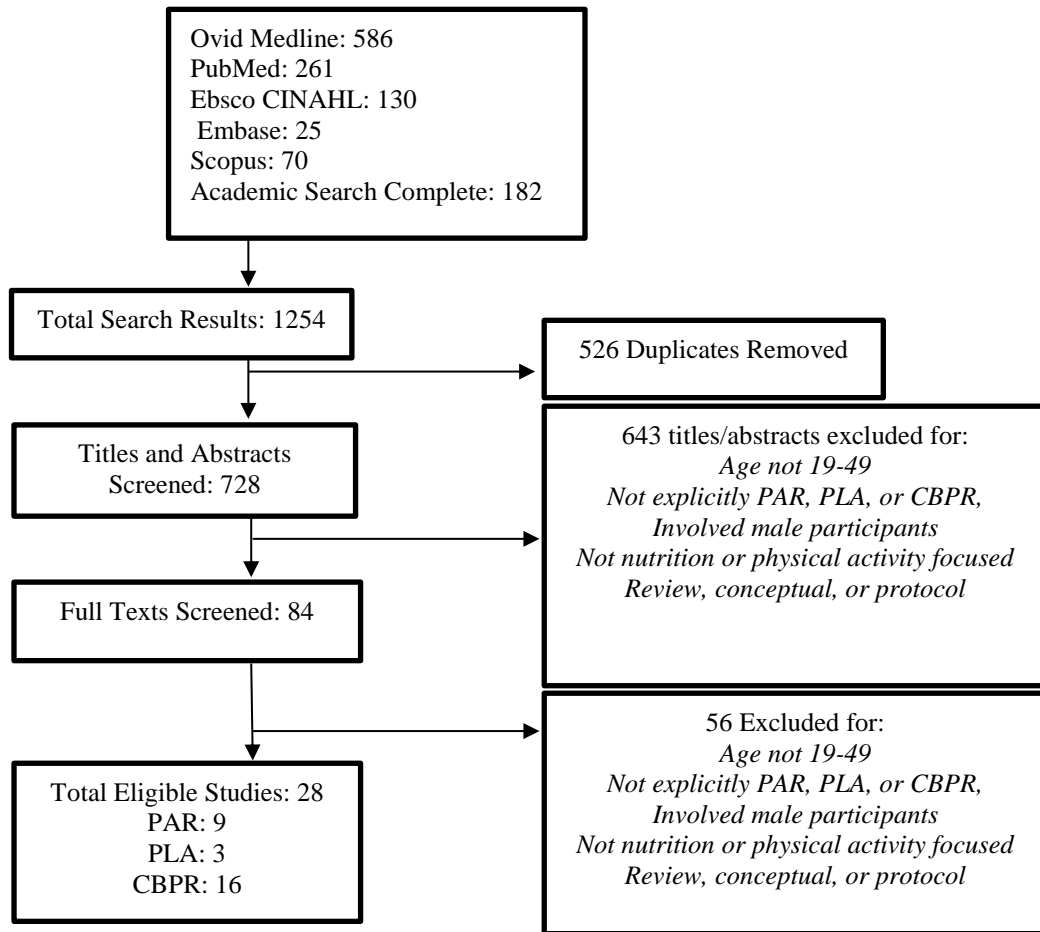 Ovid Medline: 586
PubMed: 261
Ebsco CINAHL: 130
Embase: 25
Scopus: 70
Academic Search Complete: 182
Total Search Results: 1254
526 Duplicates Removed
Titles and Abstracts
Screened: 728
643 titles/abstracts excluded for:
Age not 19-49
Not explicitly PAR, PLA, or CBPR,
Involved male participants
Not nutrition or physical activity focused
Review, conceptual, or protocol
Full Texts Screened: 84
56 Excluded for:
Age not 19-49
Not explicitly PAR, PLA, or CBPR,
Involved male participants
Not nutrition or physical activity focused
Review, conceptual, or protocol
Total Eligible Studies: 28
PAR: 9
PLA: 3
CBPR: 16